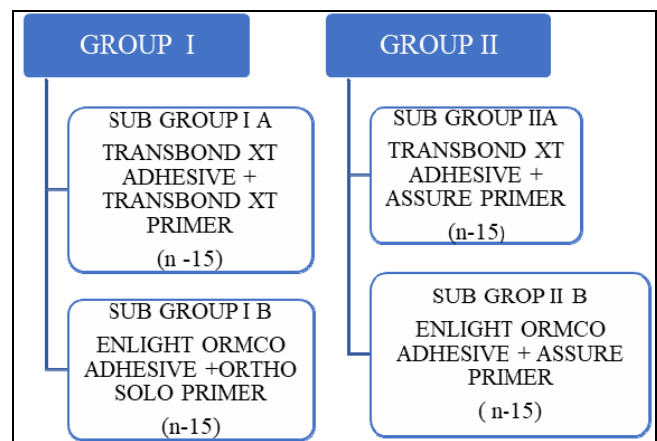 GROUP I
SUB GROUP I A
TRANSBOND XT
ADHESIVE +
TRANSBOND XT
PRIMER
(n -15)
SUB GROUP I B
ENLIGHT ORMCO
ADHESIVE +ORTHO
SOLO PRIMER
(n-15)
GROUP II
SUB GROUP IIA
TRANSBOND XT
ADHESIVE +
ASSURE PRIMER
(n-15)
SUB GROP II B
ENLIGHT ORMCO
ADHESIVE + ASSURE
PRIMER
( n-15)